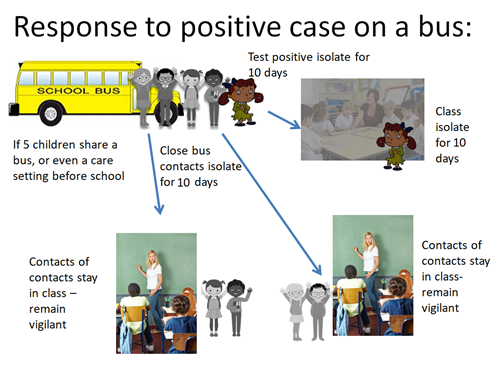 Response to positive case on a bus:
Test positive isolate for
10 days
SCHOOL BUS
If 5 children share a
bus, or even a care
setting before school
Close bus
contacts isolate
for 10 days
Class
isolate
for 10
days
Contacts of
contacts stay
in class –
remain
vigilant
Contacts of
contacts stay
in class-
remain
vigilant